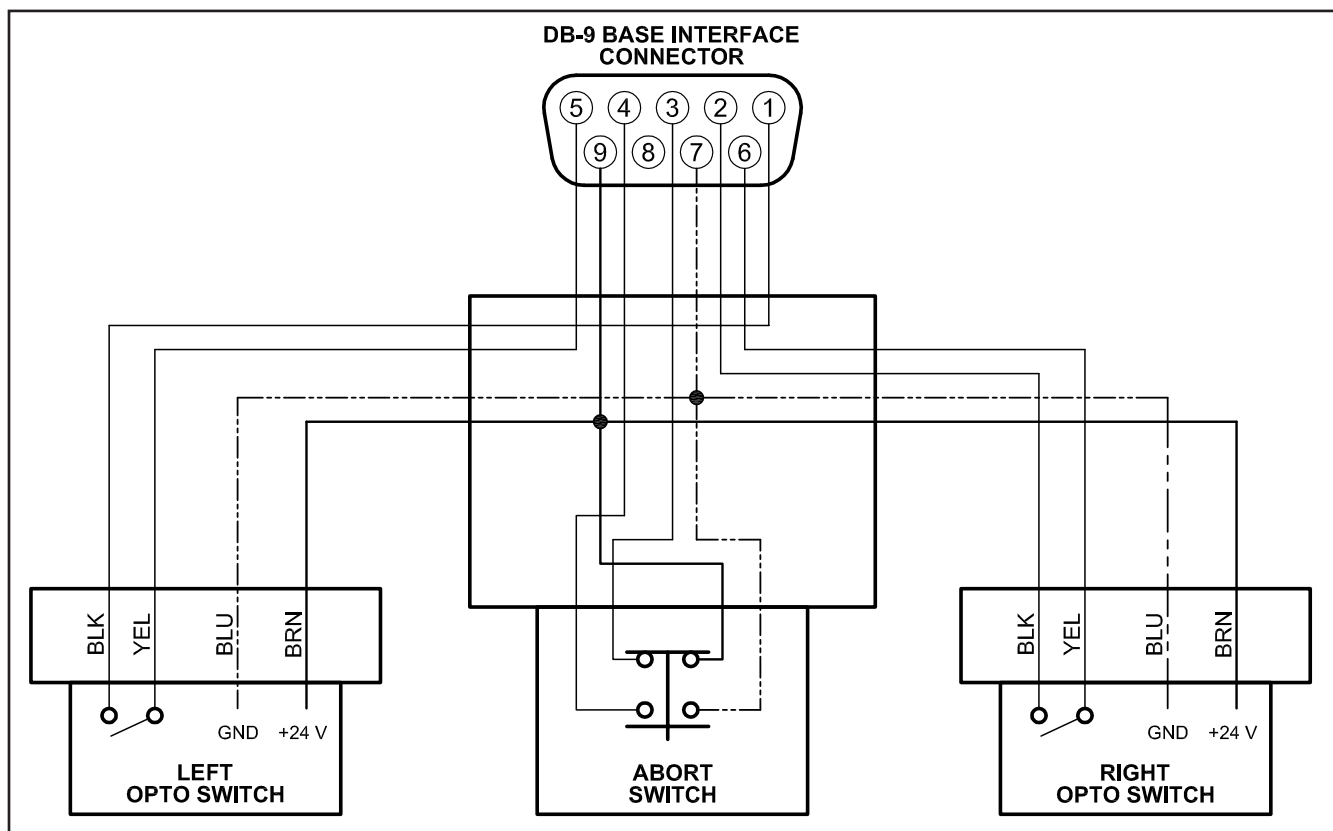 DB-9 BASE INTERFACE
CONNECTOR
5 4 3 2 1
9 8 7 6
BLK YEL BLU BRN
BLK YEL BLU BRN
GND +24 V
GND +24 V
LEFT
OPTO SWITCH
ABORT
SWITCH
RIGHT
OPTO SWITCH